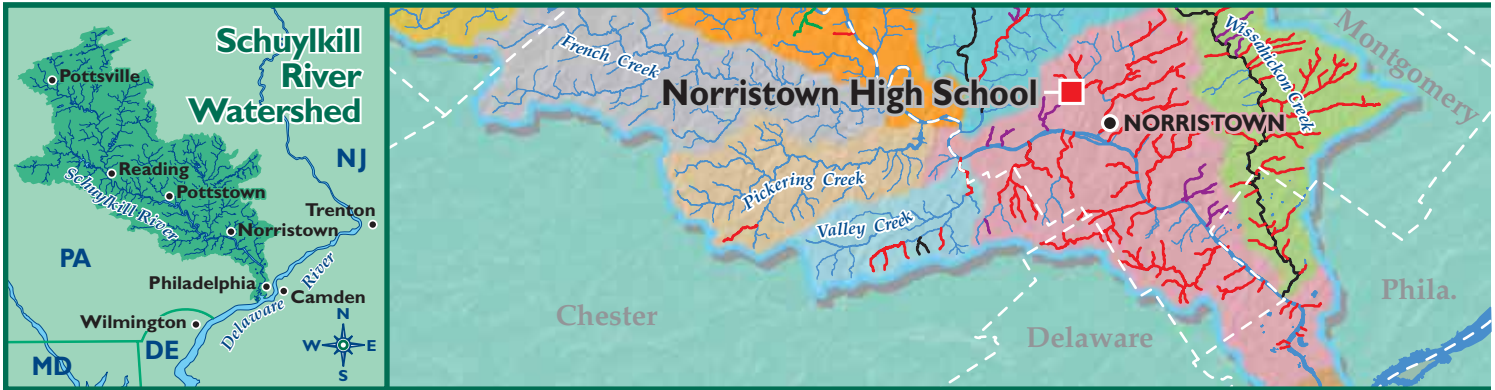 Schuylkill
River
Watershed
Pottsville
NJ
Reading
Pottstown
Schuylkill River
Trenton
Norristown
PA
Philadelphia
Camden
Delaware River
Wilmington
N
W E
S
MD
DE
French Creek
Wissahickon Creek
Montgomery
Norristown High School
NORRISTOWN
Pickering Creek
Valley Creek
Chester
Delaware
Phila.